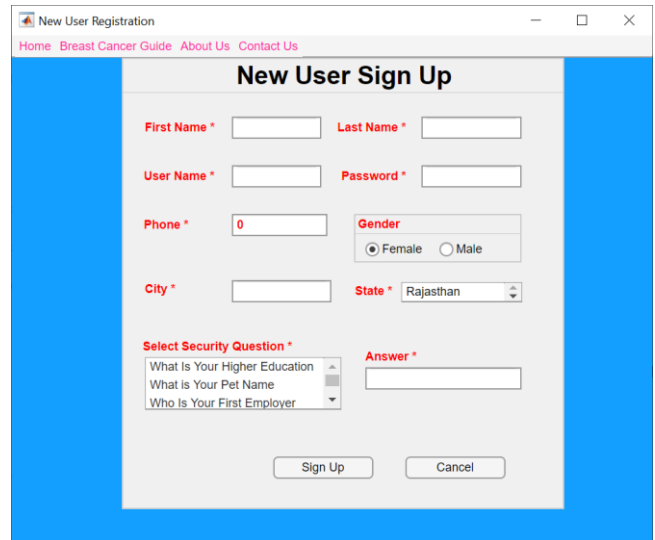 New User Registration
Home Breast Cancer Guide About Us Contact Us
New User Sign Up
First Name *
Last Name *
User Name *
Password *
Phone * 0
Gender
Female Male
City *
State * Rajasthan
Select Security Question *
What Is Your Higher Education
What is Your Pet Name
Who Is Your First Employer
Answer *
Sign Up Cancel